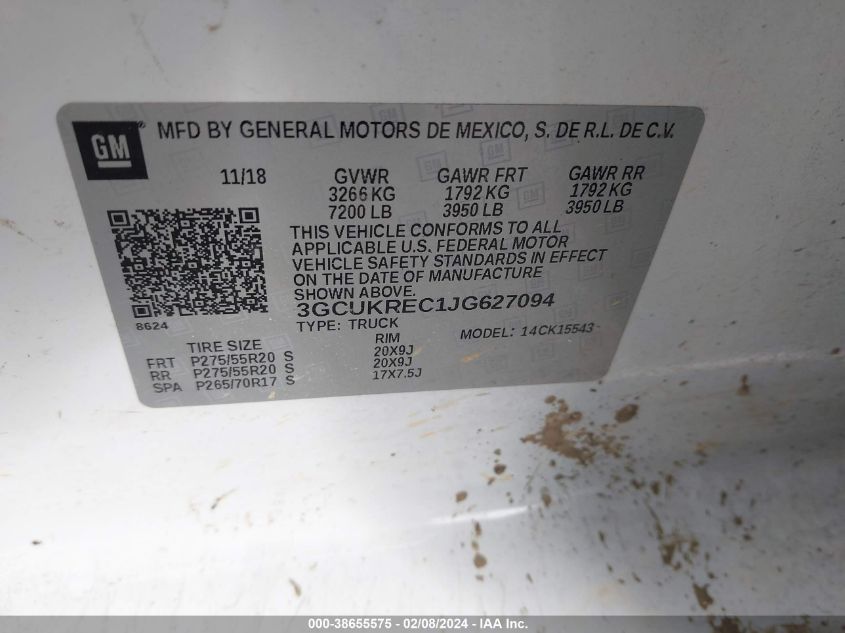 GM
MFD BY GENERAL MOTORS DE MEXICO, S. DE R.L. DE C.V.
11/18 GVWR GAWR FRT GAWR RR
3266 KG 1792 KG 1792 KG
7200 LB 3950 LB 3950 LB
THIS VEHICLE CONFORMS TO ALL
APPLICABLE U.S. FEDERAL MOTOR
VEHICLE SAFETY STANDARDS IN EFFECT
ON THE DATE OF MANUFACTURE
SHOWN ABOVE.
3GCUKREC1JG627094
8624
TYPE: TRUCK MODEL: 14CK15543
TIRE SIZE RIM
FRT P275/55R20 S 20X9J
RR P275/55R20 S 20X9J
SPA P265/70R17 S 17X7.5J
000-38655575 - 02/08/2024 - IAA Inc.